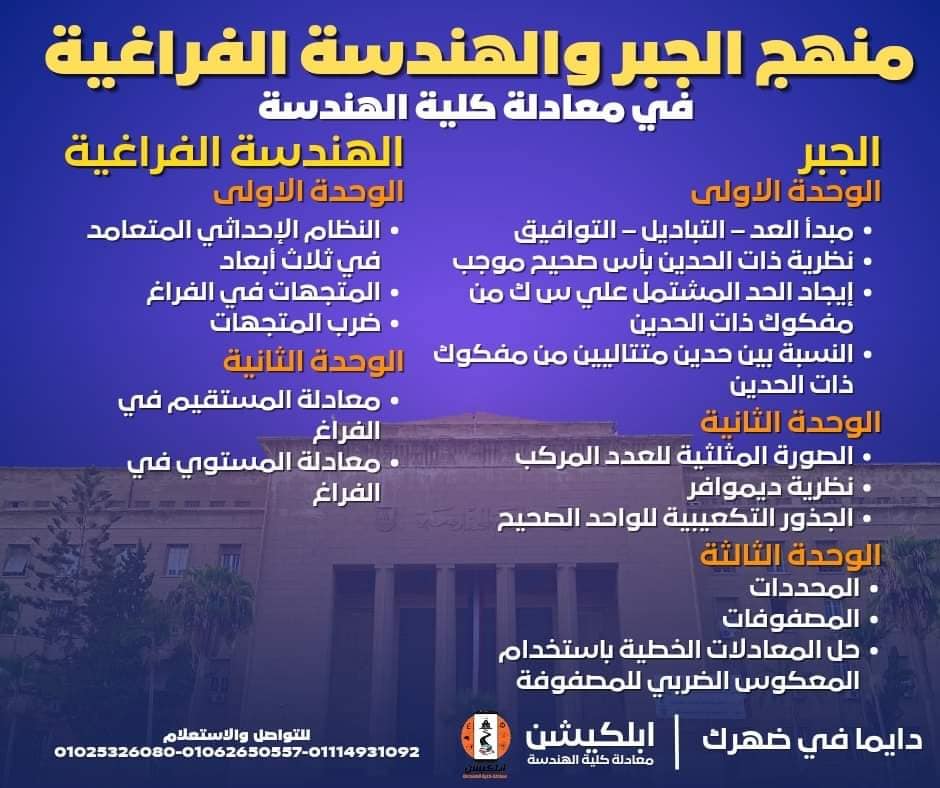 منهج الجبر والهندسة الفراغية
في معادلة كلية الهندسة
الجبر
الوحدة الاولى
• مبدأ العد – التباديل – التوافيق
• نظرية ذات الحدين بأس صحيح موجب
• إيجاد الحد المشتمل علي س ك من
مفكوك ذات الحدين
• النسبة بين حدين متتاليين من مفكوك
ذات الحدين
الوحدة الثانية
• الصورة المثلثية للعدد المركب
• نظرية ديموافر
• الجذور التكعيبية للواحد الصحيح
الوحدة الثالثة
• المحددات
• المصفوفات
• حل المعادلات الخطية باستخدام
المعكوس الضربي للمصفوفة
الهندسة الفراغية
الوحدة الاولى
• النظام الإحداثي المتعامد
في ثلاث أبعاد
• المتجهات في الفراغ
• ضرب المتجهات
الوحدة الثانية
• معادلة المستقيم في
الفراغ
• معادلة المستوي في
الفراغ
دايما في ضهرك
ابلكيشن
معادلة كلية الهندسة
ابلكيشن
معادلة كلية الهندسة
للتواصل والاستعلام
01025326080-01062650557-01114931092